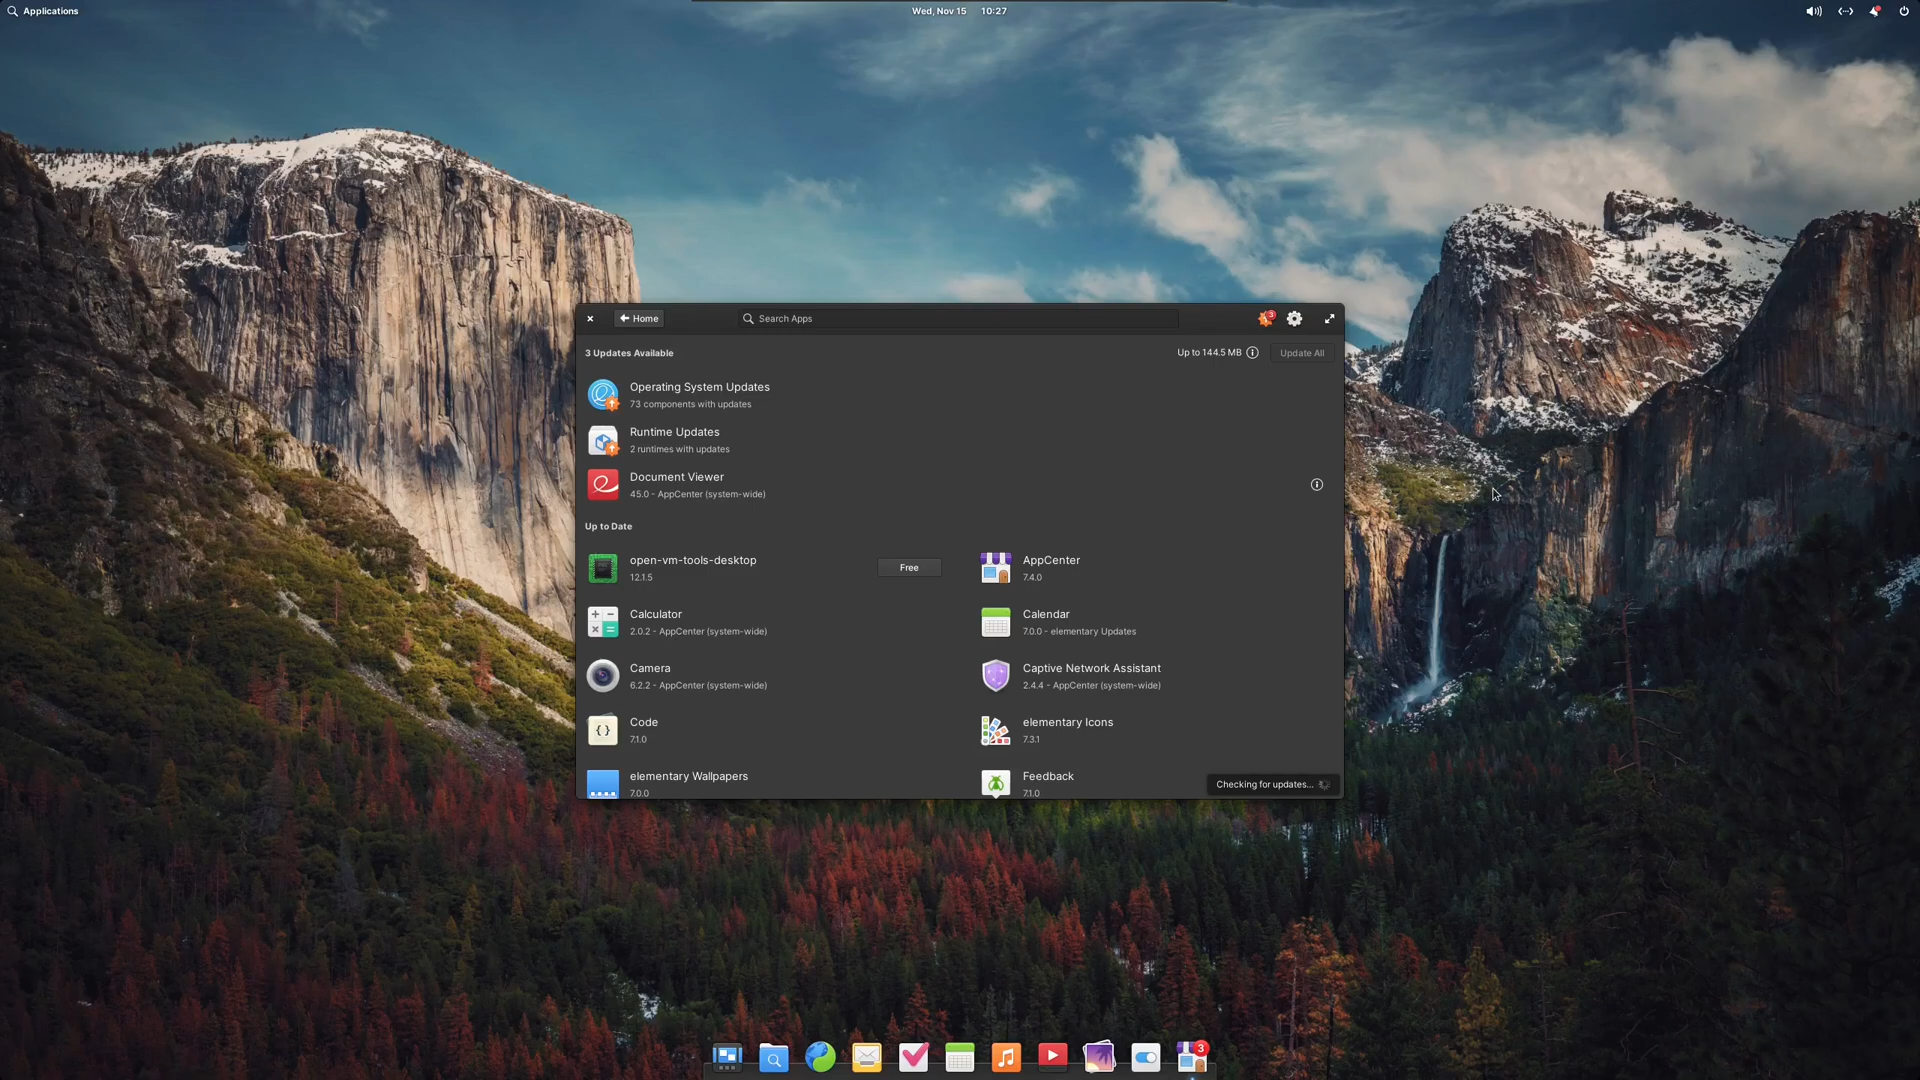 Applications
Wed, Nov 15 10:27
Home
Search Apps
3
3 Updates Available
Up to 144.5 MB
Update All
Operating System Updates
73 components with updates
Runtime Updates
2 runtimes with updates
Document Viewer
45.0 - AppCenter (system-wide)
Up to Date
open-vm-tools-desktop
12.1.5
Free
AppCenter
7.4.0
Calculator
2.0.2 - AppCenter (system-wide)
Calendar
7.0.0 - elementary Updates
Camera
6.2.2 - AppCenter (system-wide)
Captive Network Assistant
2.4.4 - AppCenter (system-wide)
Code
7.1.0
elementary Icons
7.3.1
elementary Wallpapers
7.0.0
Feedback
7.1.0
Checking for updates...
3